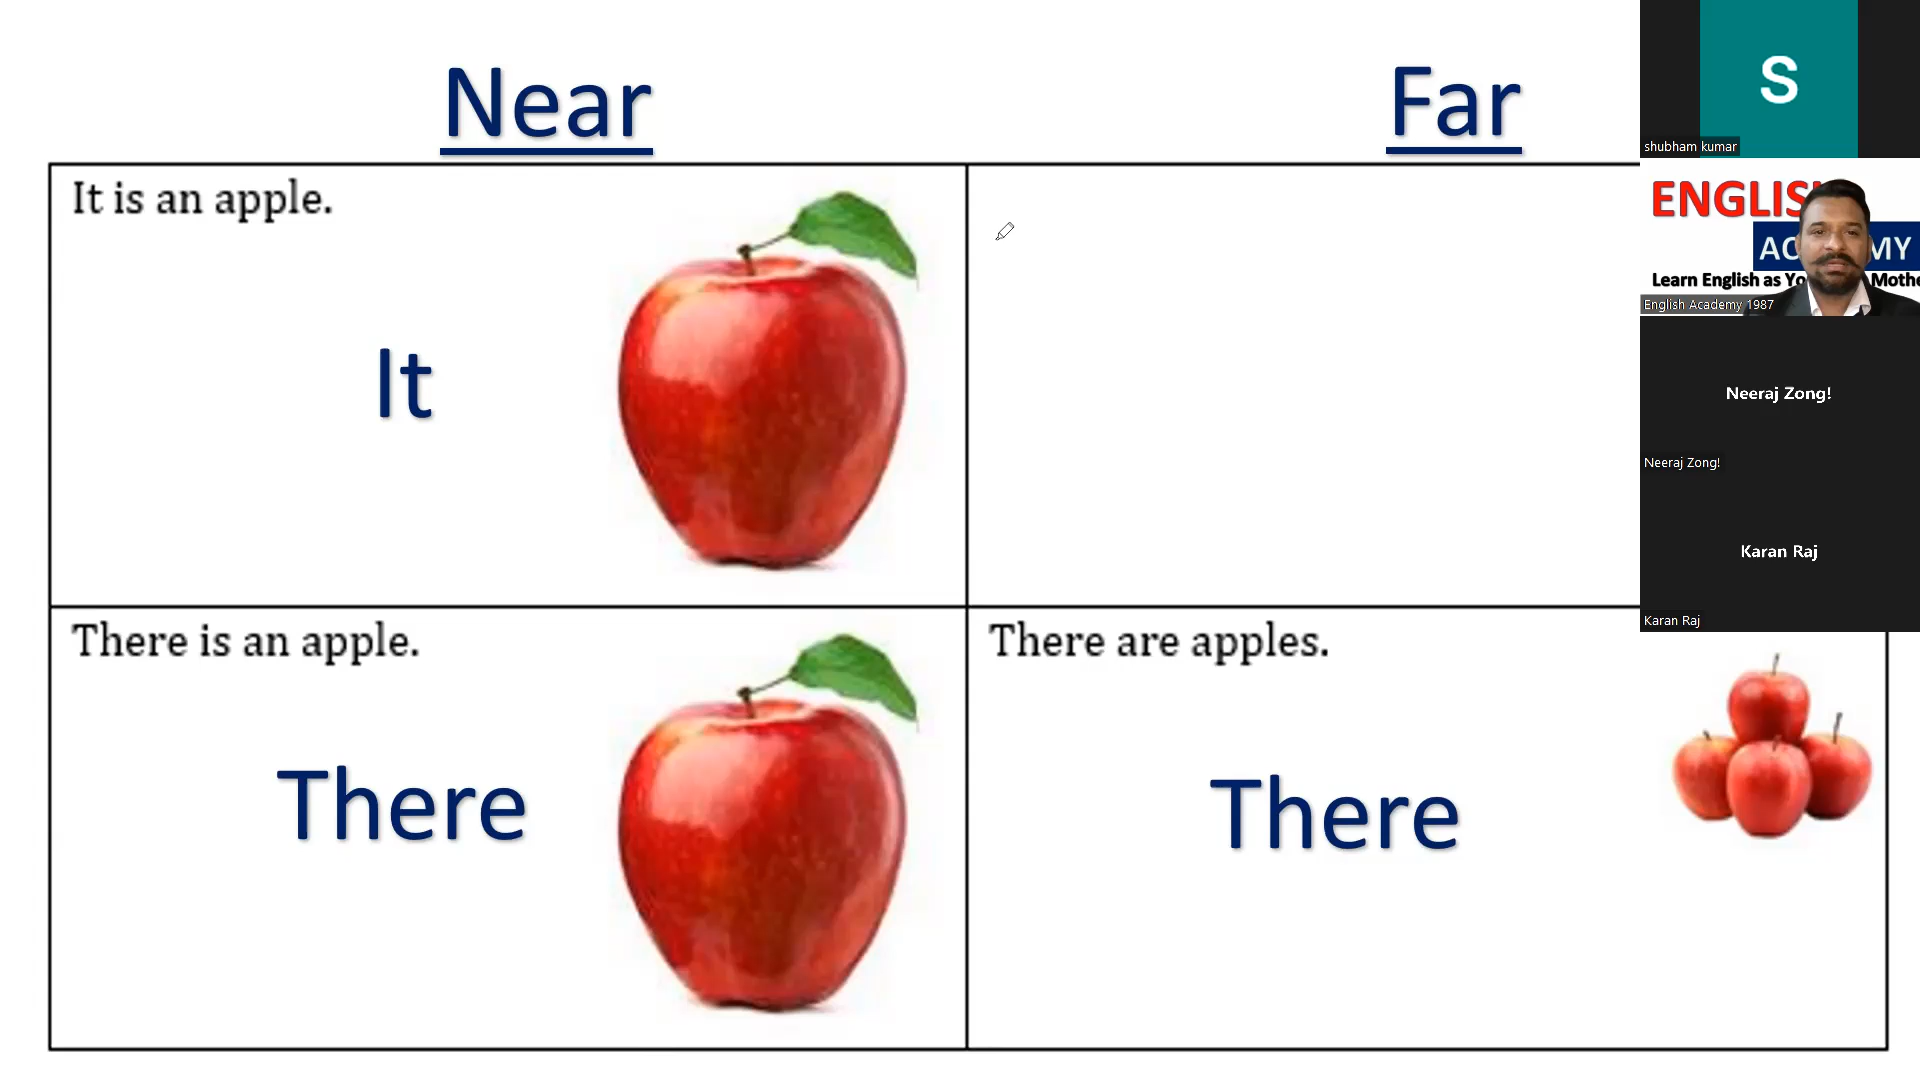 Near
Far
It is an apple.
It
There is an apple.
There
There are apples.
There
S
shubham kumar
ENGLIS
AC MY
Learn English as Yo Mothe
English Academy 1987
Neeraj Zong!
Neeraj Zong!
Karan Raj
Karan Raj